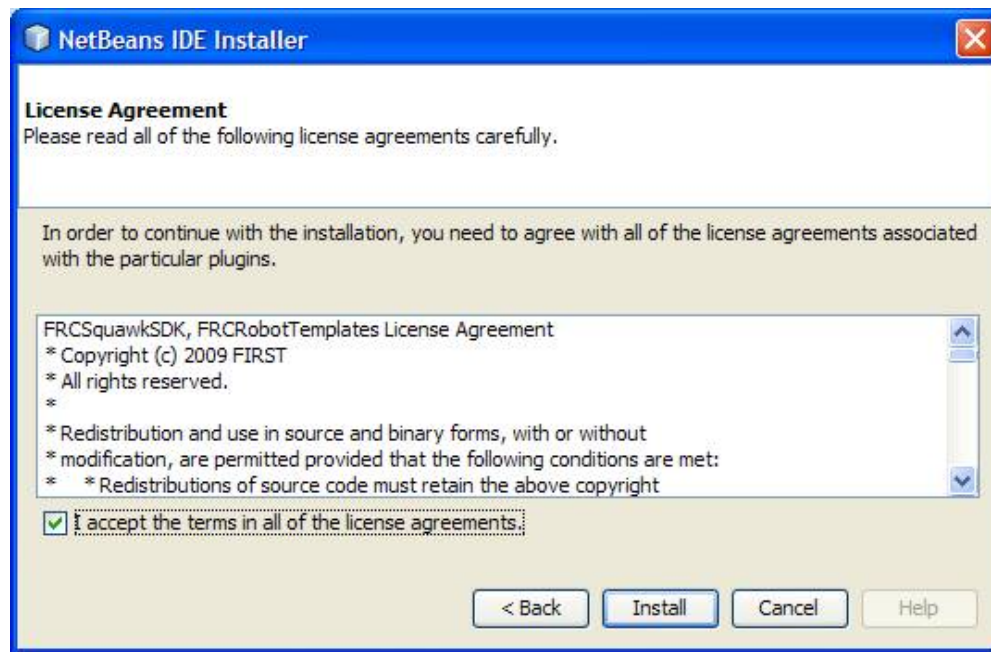 NetBeans IDE Installer
License Agreement
Please read all of the following license agreements carefully.
In order to continue with the installation, you need to agree with all of the license agreements associated
with the particular plugins.
FRCSquawkSDK, FRCRobotTemplates License Agreement
* Copyright (c) 2009 FIRST
* All rights reserved.
*
* Redistribution and use in source and binary forms, with or without
* modification, are permitted provided that the following conditions are met:
*    * Redistributions of source code must retain the above copyright
I accept the terms in all of the license agreements.
< Back Install Cancel Help